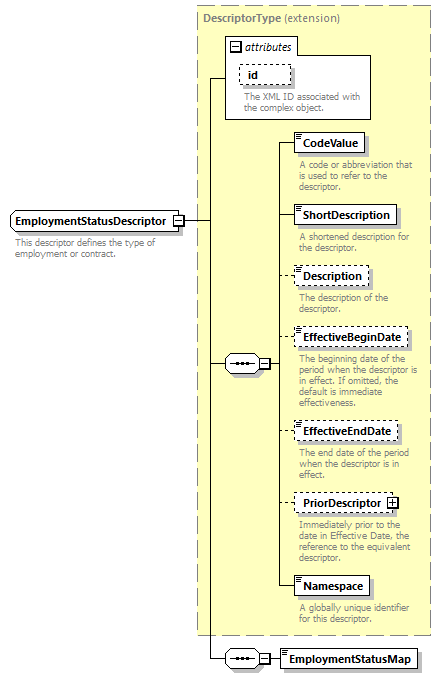 DescriptorType (extension)
attributes
id
The XML ID associated with
the complex object.
CodeValue
A code or abbreviation that
is used to refer to the
descriptor.
EmploymentStatusDescriptor
This descriptor defines the type of
employment or contract.
ShortDescription
A shortened description for
the descriptor.
Description
The description of the
descriptor.
EffectiveBeginDate
The beginning date of the
period when the descriptor is
in effect. If omitted, the
default is immediate
effectiveness.
EffectiveEndDate
The end date of the period
when the descriptor is in
effect.
PriorDescriptor
Immediately prior to the
date in Effective Date, the
reference to the equivalent
descriptor.
Namespace
A globally unique identifier
for this descriptor.
EmploymentStatusMap